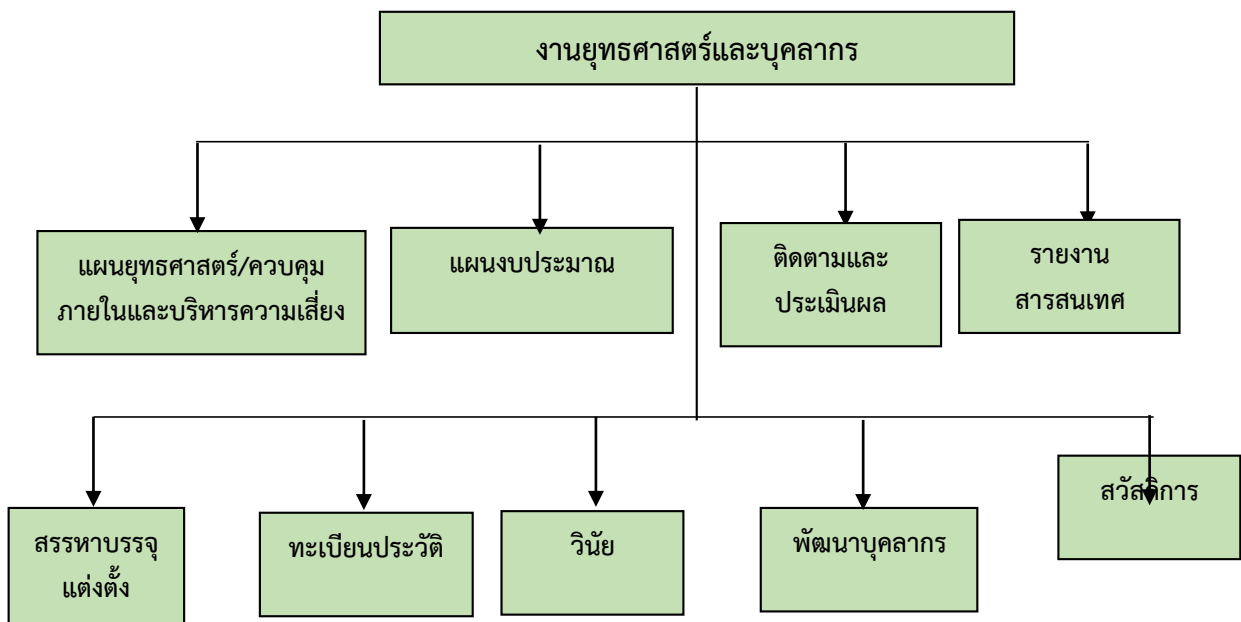 งานยุทธศาสตร์และบุคลากร
แผนยุทธศาสตร์/ควบคุม
ภายในและบริหารความเสี่ยง
แผนงบประมาณ
ติดตามและ
ประเมินผล
รายงาน
สารสนเทศ
สรรหาบรรจุ
แต่งตั้ง
ทะเบียนประวัติ
วินัย
พัฒนาบุคลากร
สวัสดิการ